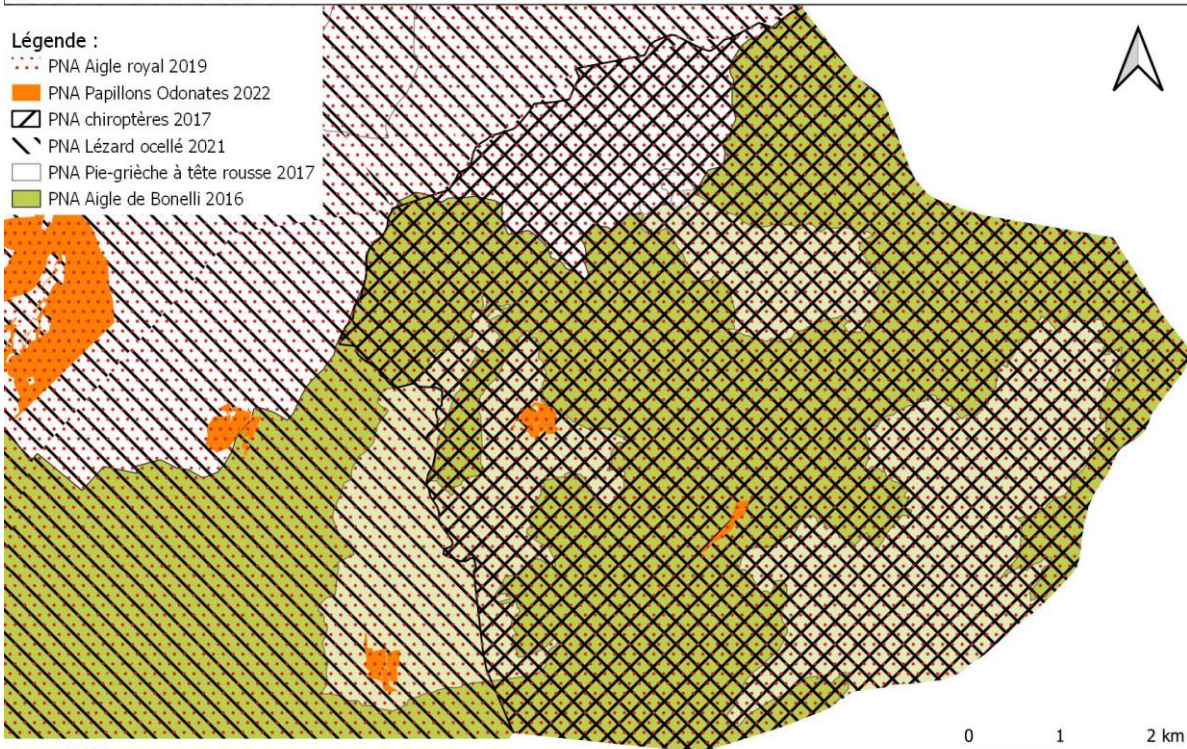 Légende :
PNA Aigle royal 2019
PNA Papillons Odonates 2022
PNA chiroptères 2017
PNA Lézard ocellé 2021
PNA Pie-grièche à tête rousse 2017
PNA Aigle de Bonelli 2016
0 1 2 km